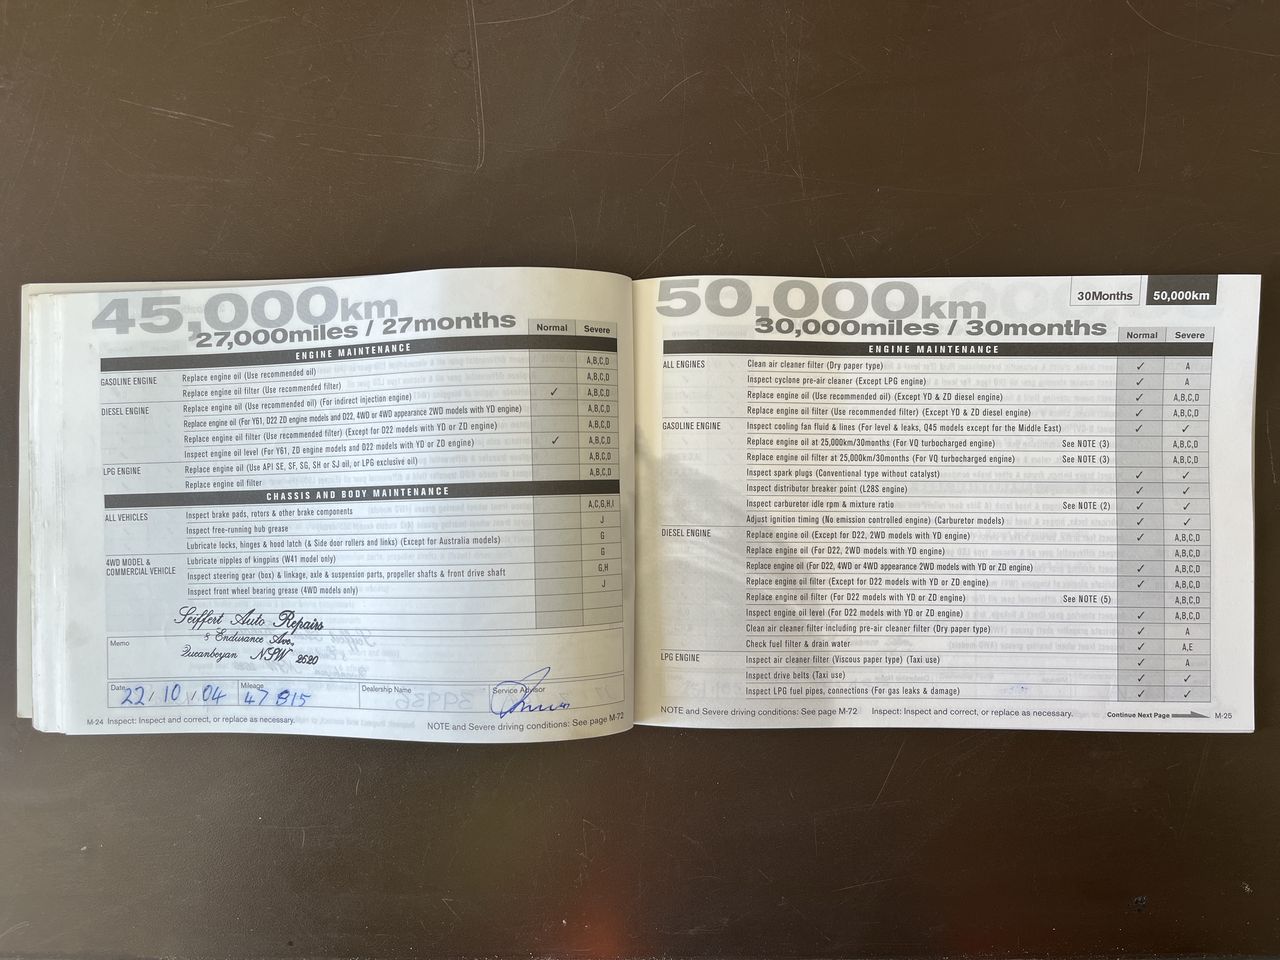 45,000km
27,000miles / 27months
Normal Severe
ENGINE MAINTENANCE
GASOLINE ENGINE Replace engine oil (Use recommended oil) A,B,C,D
Replace engine oil filter (Use recommended filter) A,B,C,D
DIESEL ENGINE Replace engine oil (Use recommended oil) (For indirect injection engine) ✓ A,B,C,D
Replace engine oil (For Y61, D22 ZD engine models and D22, 4WD or 4WD appearance 2WD models with YD engine) A,B,C,D
Replace engine oil filter (Use recommended filter) (Except for D22 models with YD or ZD engine) A,B,C,D
Inspect engine oil level (For Y61, ZD engine models and D22 models with YD or ZD engine) ✓ A,B,C,D
LPG ENGINE Replace engine oil (Use API SE, SF, SG, SH or SJ oil, or LPG exclusive oil) A,B,C,D
Replace engine oil filter A,B,C,D
CHASSIS AND BODY MAINTENANCE
ALL VEHICLES Inspect brake pads, rotors & other brake components A,C,G,H,I
Inspect free-running hub grease J
Lubricate locks, hinges & hood latch (& Side door rollers and links) (Except for Australia models) G
4WD MODEL & COMMERCIAL VEHICLE Lubricate nipples of kingpins (W41 model only) G
Inspect steering gear (box) & linkage, axle & suspension parts, propeller shafts & front drive shaft G,H
Inspect front wheel bearing grease (4WD models only) J
Memo
Seiffert Auto Repairs
8 Endurance Ave,
Queanbeyan NSW 2620
Date 22/10/04 Mileage 47 815 Dealership Name Service Advisor
M-24 Inspect: Inspect and correct, or replace as necessary.
NOTE and Severe driving conditions: See page M-72
50,000km
30Months 50,000km
30,000miles / 30months
Normal Severe
ENGINE MAINTENANCE
ALL ENGINES Clean air cleaner filter (Dry paper type) ✓ A
Inspect cyclone pre-air cleaner (Except LPG engine) ✓ A
Replace engine oil (Use recommended oil) (Except YD & ZD diesel engine) ✓ A,B,C,D
Replace engine oil filter (Use recommended filter) (Except YD & ZD diesel engine) ✓ A,B,C,D
GASOLINE ENGINE Inspect cooling fan fluid & lines (For level & leaks, Q45 models except for the Middle East) ✓ ✓
Replace engine oil at 25,000km/30months (For VQ turbocharged engine) See NOTE (3) A,B,C,D
Replace engine oil filter at 25,000km/30months (For VQ turbocharged engine) See NOTE (3) A,B,C,D
Inspect spark plugs (Conventional type without catalyst) ✓ ✓
Inspect distributor breaker point (L28S engine) ✓ ✓
Inspect carburetor idle rpm & mixture ratio See NOTE (2) ✓ ✓
Adjust ignition timing (No emission controlled engine) (Carburetor models) ✓ ✓
DIESEL ENGINE Replace engine oil (Except for D22, 2WD models with YD engine) ✓ A,B,C,D
Replace engine oil (For D22, 2WD models with YD engine) A,B,C,D
Replace engine oil (For D22, 4WD or 4WD appearance 2WD models with YD or ZD engine) ✓ A,B,C,D
Replace engine oil filter (Except for D22 models with YD or ZD engine) ✓ A,B,C,D
Replace engine oil filter (For D22 models with YD or ZD engine) See NOTE (5) A,B,C,D
Inspect engine oil level (For D22 models with YD or ZD engine) ✓ A,B,C,D
Clean air cleaner filter including pre-air cleaner filter (Dry paper type) ✓ A
Check fuel filter & drain water ✓ A,E
LPG ENGINE Inspect air cleaner filter (Viscous paper type) (Taxi use) ✓ A
Inspect drive belts (Taxi use) ✓ ✓
Inspect LPG fuel pipes, connections (For gas leaks & damage) ✓ ✓
NOTE and Severe driving conditions: See page M-72 Inspect: Inspect and correct, or replace as necessary. Continue Next Page M-25